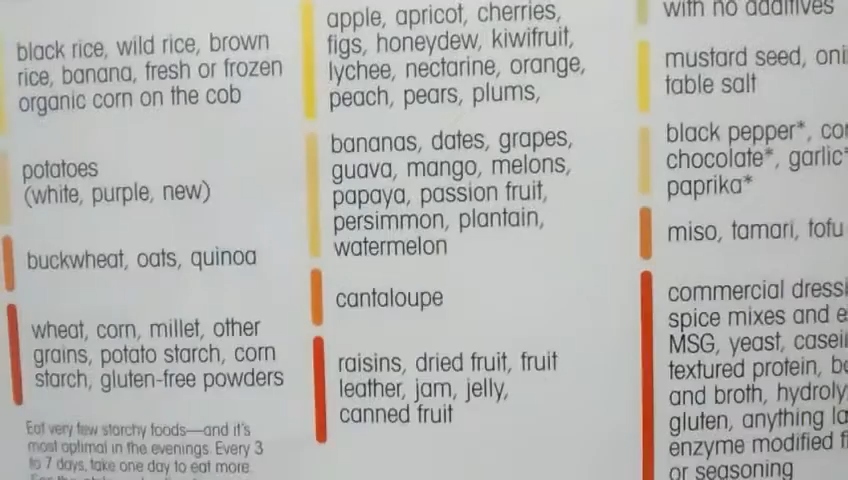 black rice, wild rice, brown
rice, banana, fresh or frozen
organic corn on the cob
potatoes
(white, purple, new)
buckwheat, oats, quinoa
wheat, corn, millet, other
grains, potato starch, corn
starch, gluten-free powders
Eat very few starchy foods—and it's
most optimal in the evenings. Every 3
to 7 days, take one day to eat more.
apple, apricot, cherries,
figs, honeydew, kiwifruit,
lychee, nectarine, orange,
peach, pears, plums,
bananas, dates, grapes,
guava, mango, melons,
papaya, passion fruit,
persimmon, plantain,
watermelon
cantaloupe
raisins, dried fruit, fruit
leather, jam, jelly,
canned fruit
with no additives
mustard seed, oni
table salt
black pepper*, co
chocolate*, garlic*
paprika*
miso, tamari, tofu
commercial dressi
spice mixes and e
MSG, yeast, casei
textured protein, b
and broth, hydroly
gluten, anything la
enzyme modified f
or seasoning